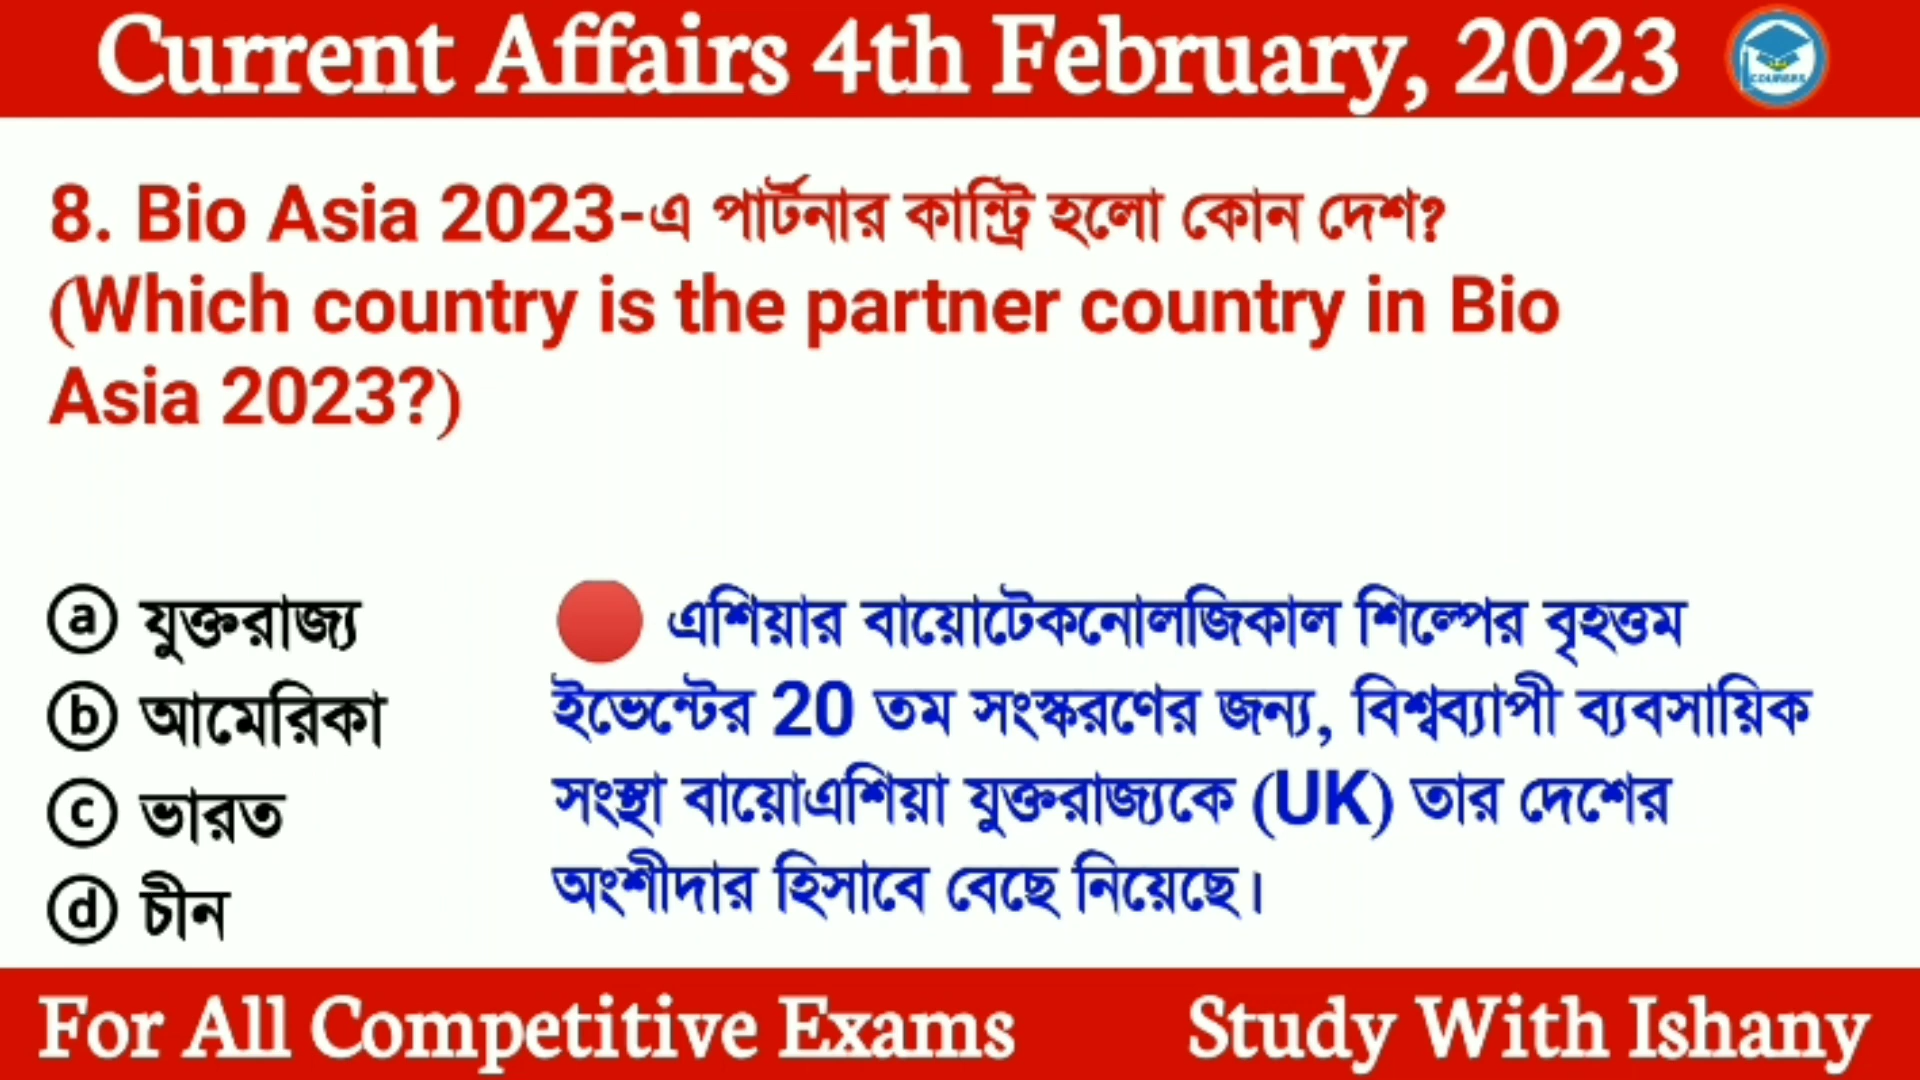 Current Affairs 4th February, 2023
COURSES
8. Bio Asia 2023-এ পার্টনার কান্ট্রি হলো কোন দেশ?
(Which country is the partner country in Bio
Asia 2023?)
ⓐ যুক্তরাজ্য
ⓑ আমেরিকা
ⓒ ভারত
ⓓ চীন
🔴 এশিয়ার বায়োটেকনোলজিকাল শিল্পের বৃহত্তম
ইভেন্টের 20 তম সংস্করণের জন্য, বিশ্বব্যাপী ব্যবসায়িক
সংস্থা বায়োএশিয়া যুক্তরাজ্যকে (UK) তার দেশের
অংশীদার হিসাবে বেছে নিয়েছে।
For All Competitive Exams
Study With Ishany